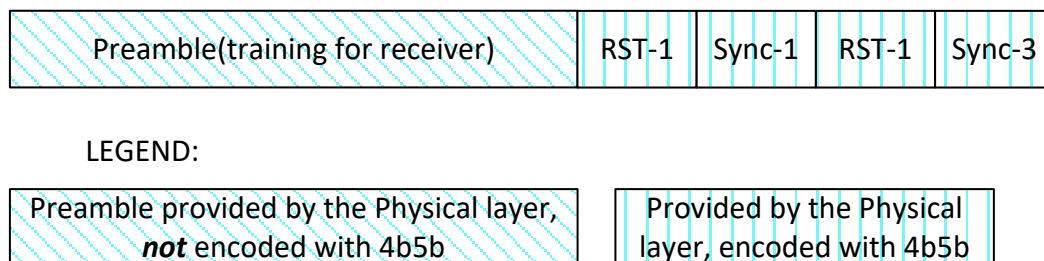 Preamble(training for receiver) RST-1 Sync-1 RST-1 Sync-3
LEGEND:
Preamble provided by the Physical layer,
not encoded with 4b5b
Provided by the Physical
layer, encoded with 4b5b